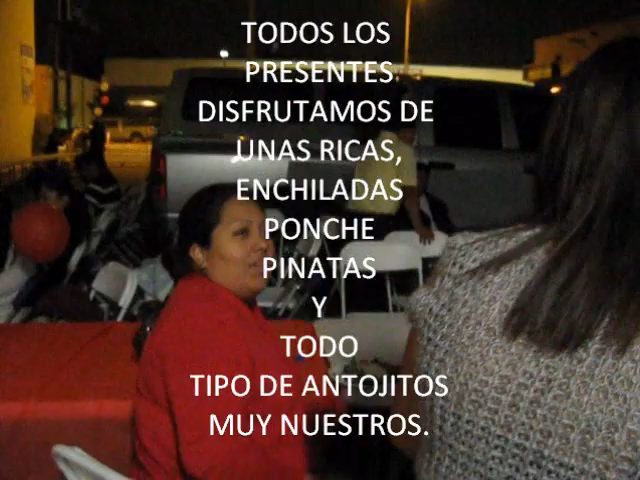 TODOS LOS
PRESENTES
DISFRUTAMOS DE
UNAS RICAS,
ENCHILADAS
PONCHE
PINATAS
Y
TODO
TIPO DE ANTOJITOS
MUY NUESTROS.